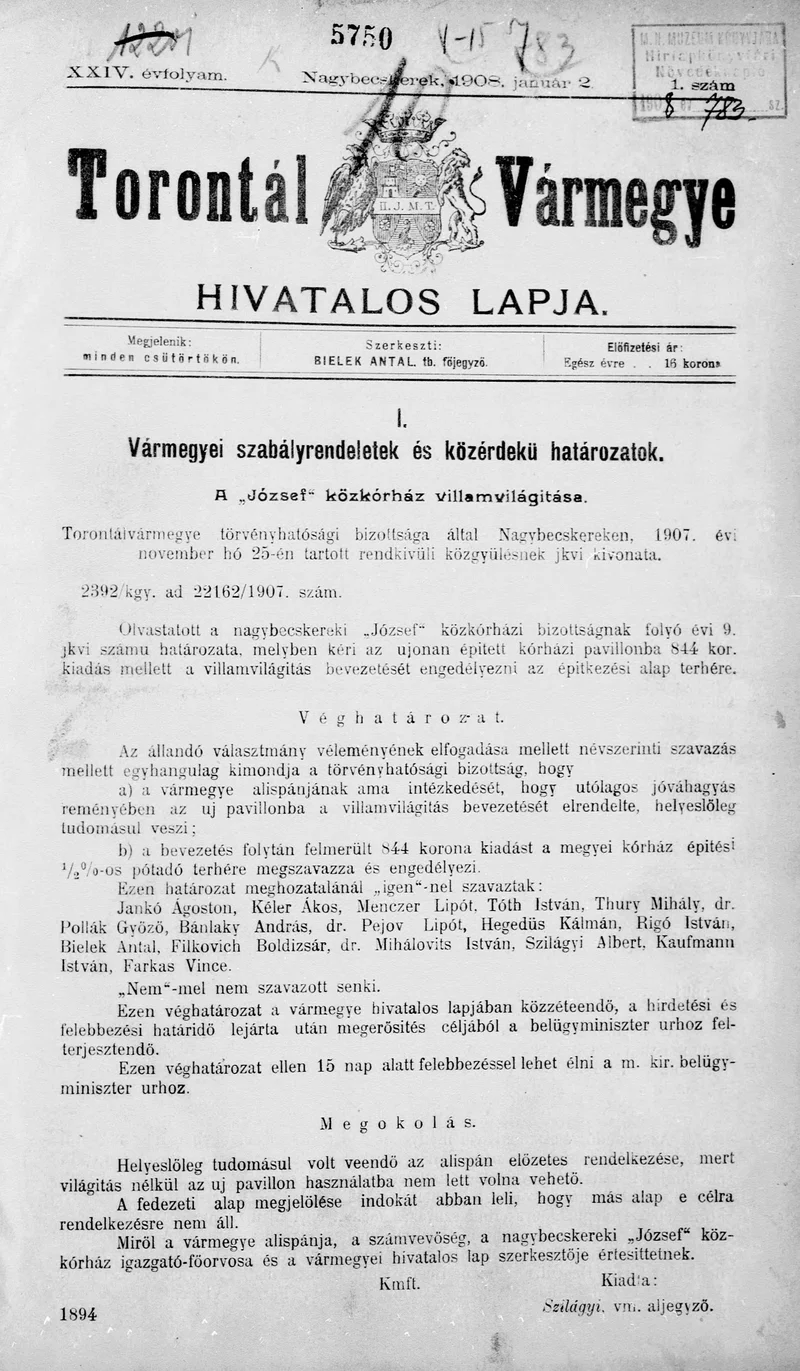 5750
XXIV. évfolyam.
Nagybecskerek, 1908. január 2
1. szám
783
Torontál Vármegye
II. J. M. T.
HIVATALOS LAPJA.
Megjelenik:
minden csütörtökön.
Szerkeszti:
BIELEK ANTAL. tb. főjegyző.
Előfizetési ár:
Egész évre . . 16 korona
I.
Vármegyei szabályrendeletek és közérdekü határozatok.
A „József“ közkórház villamvilágitása.
Torontálvármegye törvényhatósági bizottsága által Nagybecskereken, 1907. évi
november hó 25-én tartott rendkivüli közgyülésnek jkvi kivonata.
2392/kgy. ad 22162/1907. szám.
Olvastatott a nagybecskereki „József“ közkórházi bizottságnak folyó évi 9.
jkvi számu határozata, melyben kéri az ujonan épitett kórházi pavillonba 844 kor.
kiadás mellett a villamvilágitás bevezetését engedélyezni az épitkezési alap terhére.
Véghatározat.
Az állandó választmány véleményének elfogadása mellett névszerinti szavazás
mellett egyhangulag kimondja a törvényhatósági bizottság, hogy
a) a vármegye alispánjának ama intézkedését, hogy utólagos jóváhagyás
reményében az uj pavillonba a villamvilágitás bevezetését elrendelte, helyeslőleg
tudomásul veszi;
b) a bevezetés folytán felmerült 844 korona kiadást a megyei kórház épitési
1/2%-os pótadó terhére megszavazza és engedélyezi.
Ezen határozat meghozatalánál „igen“-nel szavaztak:
Jankó Ágoston, Kéler Ákos, Menczer Lipót, Tóth István, Thury Mihály, dr.
Pollák Győző, Bánlaky András, dr. Pejov Lipót, Hegedüs Kálmán, Rigó István,
Bielek Antal, Filkovich Boldizsár, dr. Mihálovits István, Szilágyi Albert, Kaufmann
István, Farkas Vince.
„Nem“-mel nem szavazott senki.
Ezen véghatározat a vármegye hivatalos lapjában közzéteendő, a hirdetési és
felebbezési határidő lejárta után megerősités céljából a belügyminiszter urhoz fel-
terjesztendő.
Ezen véghatározat ellen 15 nap alatt felebbezéssel lehet élni a m. kir. belügy-
miniszter urhoz.
Megokolás.
Helyeslőleg tudomásul volt veendő az alispán előzetes rendelkezése, mert
világitás nélkül az uj pavillon használatba nem lett volna vehető.
A fedezeti alap megjelölése indokát abban leli, hogy más alap e célra
rendelkezésre nem áll.
Miről a vármegye alispánja, a számvevőség, a nagybecskereki „József“ köz-
kórház igazgató-főorvosa és a vármegyei hivatalos lap szerkesztője értesittetnek.
Kmft.
Kiadta:
Szilágyi, vm. aljegyző.
1894